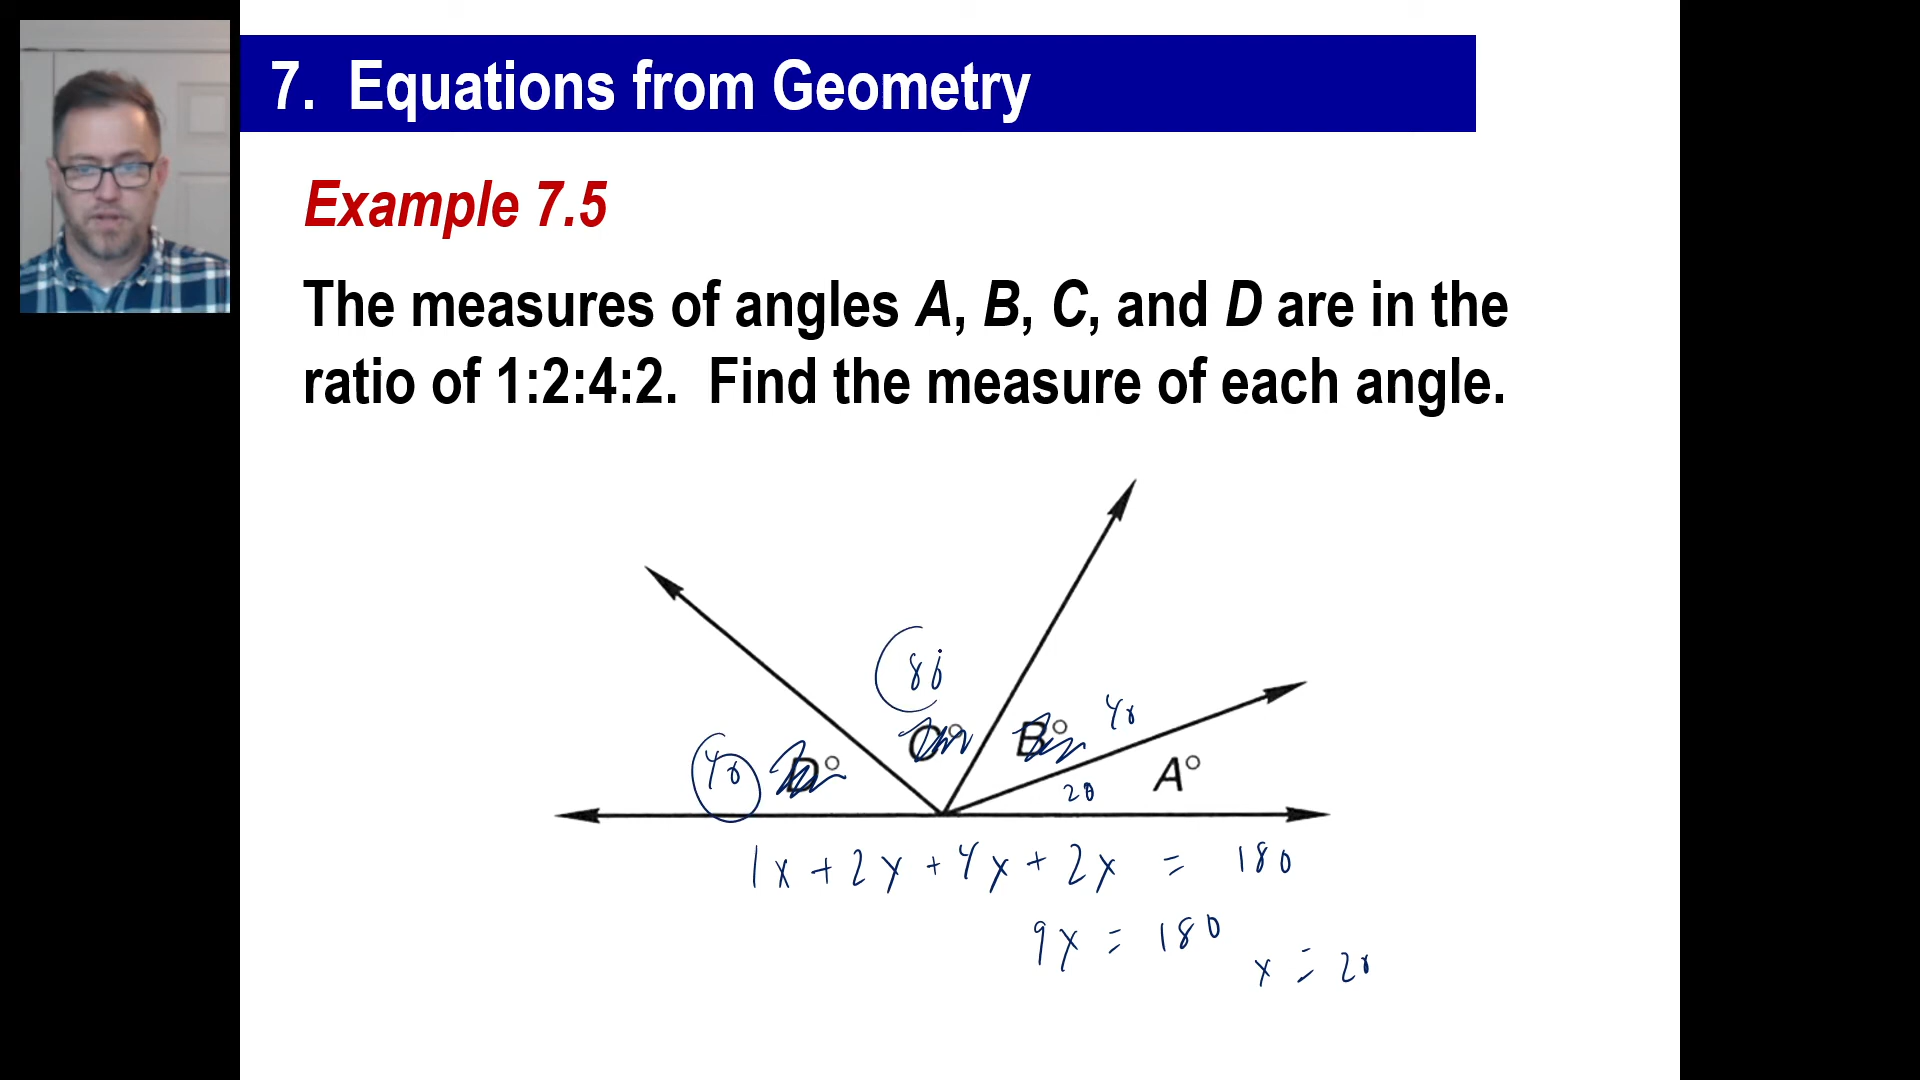 7. Equations from Geometry
Example 7.5
The measures of angles A, B, C, and D are in the
ratio of 1:2:4:2. Find the measure of each angle.
80
C°
B°
40
40
D°
20
A°
1x + 2x + 4x + 2x = 180
9x = 180
x = 20